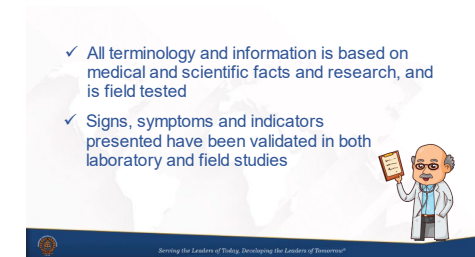 ✓ All terminology and information is based on
medical and scientific facts and research, and
is field tested
✓ Signs, symptoms and indicators
presented have been validated in both
laboratory and field studies
Serving the Leaders of Today, Developing the Leaders of Tomorrow®